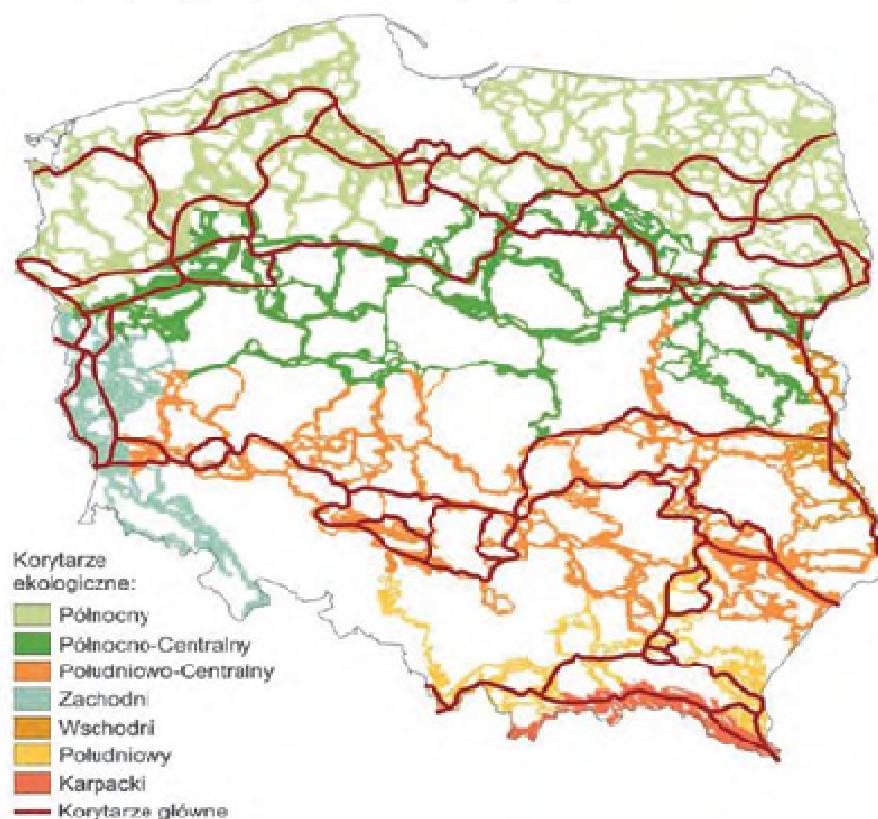 Korytarze
ekologiczne:
Północny
Północno-Centralny
Południowo-Centralny
Zachodni
Wschodni
Południowy
Karpacki
Korytarze główne